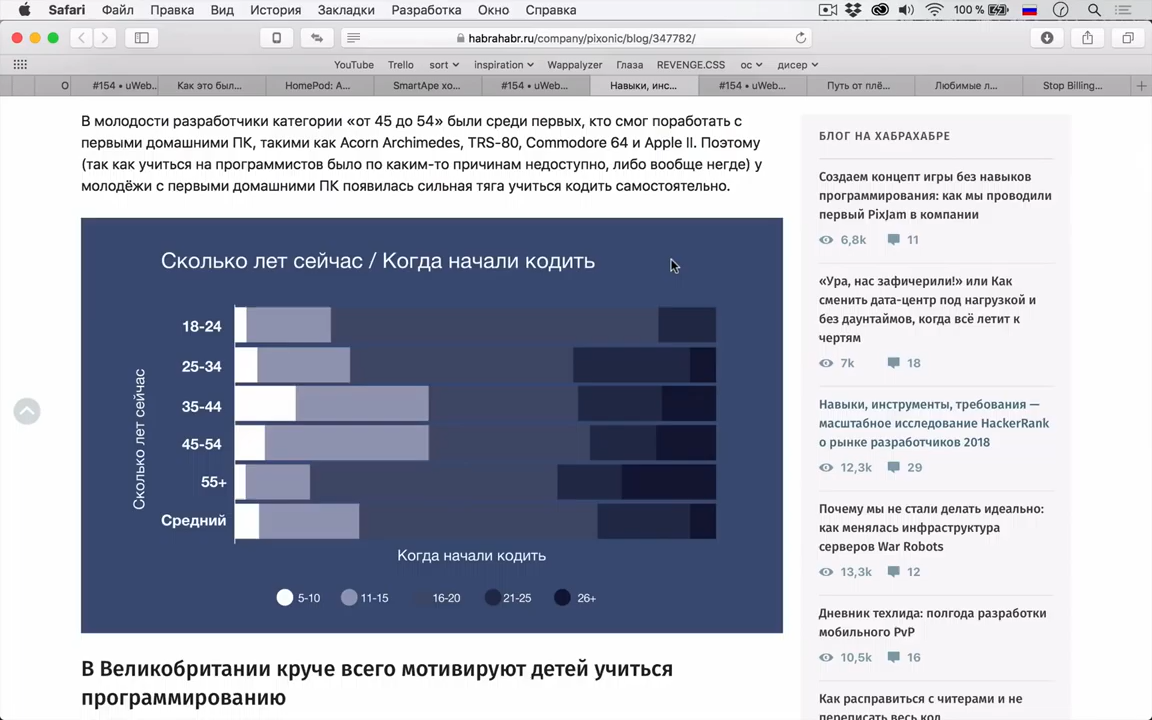 Safari Файл Правка Вид История Закладки Разработка Окно Справка 100 %
habrahabr.ru/company/pixonic/blog/347782/
YouTube Trello sort inspiration Wappalyzer Глаза REVENGE.CSS ос дисер
О #154 • uWeb... Как это был... HomePod: A... SmartApe хо... #154 • uWeb... Навыки, инс... #154 • uWeb... Путь от плё... Любимые л... Stop Billing...
В молодости разработчики категории «от 45 до 54» были среди первых, кто смог поработать с
первыми домашними ПК, такими как Acorn Archimedes, TRS-80, Commodore 64 и Apple II. Поэтому
(так как учиться на программистов было по каким-то причинам недоступно, либо вообще негде) у
молодёжи с первыми домашними ПК появилась сильная тяга учиться кодить самостоятельно.
Сколько лет сейчас / Когда начали кодить
Сколько лет сейчас
18-24
25-34
35-44
45-54
55+
Средний
Когда начали кодить
5-10 11-15 16-20 21-25 26+
В Великобритании круче всего мотивируют детей учиться
программированию
БЛОГ НА ХАБРАХАБРЕ
Создаем концепт игры без навыков
программирования: как мы проводили
первый PixJam в компании
6,8k 11
«Ура, нас зафичерили!» или Как
сменить дата-центр под нагрузкой и
без даунтаймов, когда всё летит к
чертям
7k 18
Навыки, инструменты, требования —
масштабное исследование HackerRank
о рынке разработчиков 2018
12,3k 29
Почему мы не стали делать идеально:
как менялась инфраструктура
серверов War Robots
13,3k 12
Дневник техлида: полгода разработки
мобильного PvP
10,5k 16
Как расправиться с читерами и не
переписать весь код